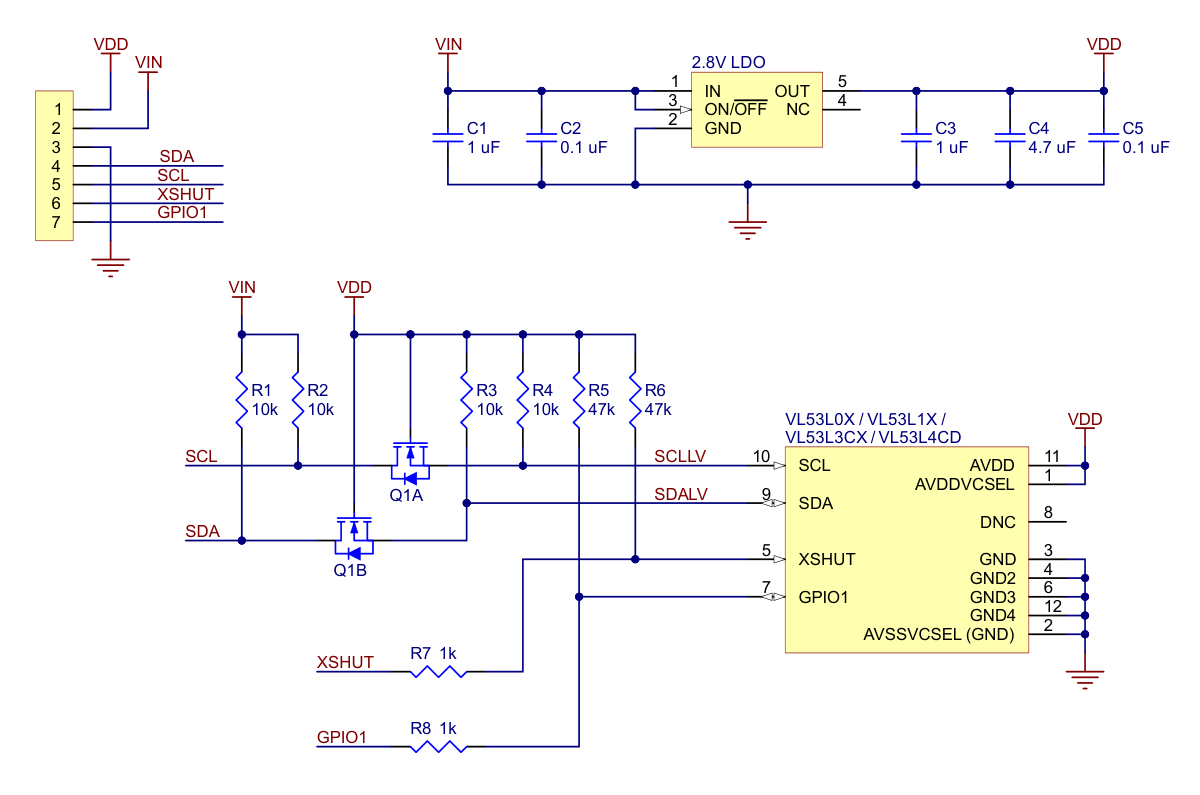 VDD
VIN
1
2
3
4
5
6
7
SDA
SCL
XSHUT
GPIO1
VIN
2.8V LDO
VDD
1
3
2
IN
ON/OFF
GND
OUT
NC
5
4
C1
1 uF
C2
0.1 uF
C3
1 uF
C4
4.7 uF
C5
0.1 uF
VIN
VDD
R1
10k
R2
10k
R3
10k
R4
10k
R5
47k
R6
47k
SCL
Q1A
SCLLV
SDALV
SDA
Q1B
VL53L0X / VL53L1X /
VL53L3CX / VL53L4CD
VDD
10
9
5
7
SCL
SDA
XSHUT
GPIO1
AVDD
AVDDVCSEL
DNC
GND
GND2
GND3
GND4
AVSSVCSEL (GND)
11
1
8
3
4
6
12
2
XSHUT
R7 1k
GPIO1
R8 1k